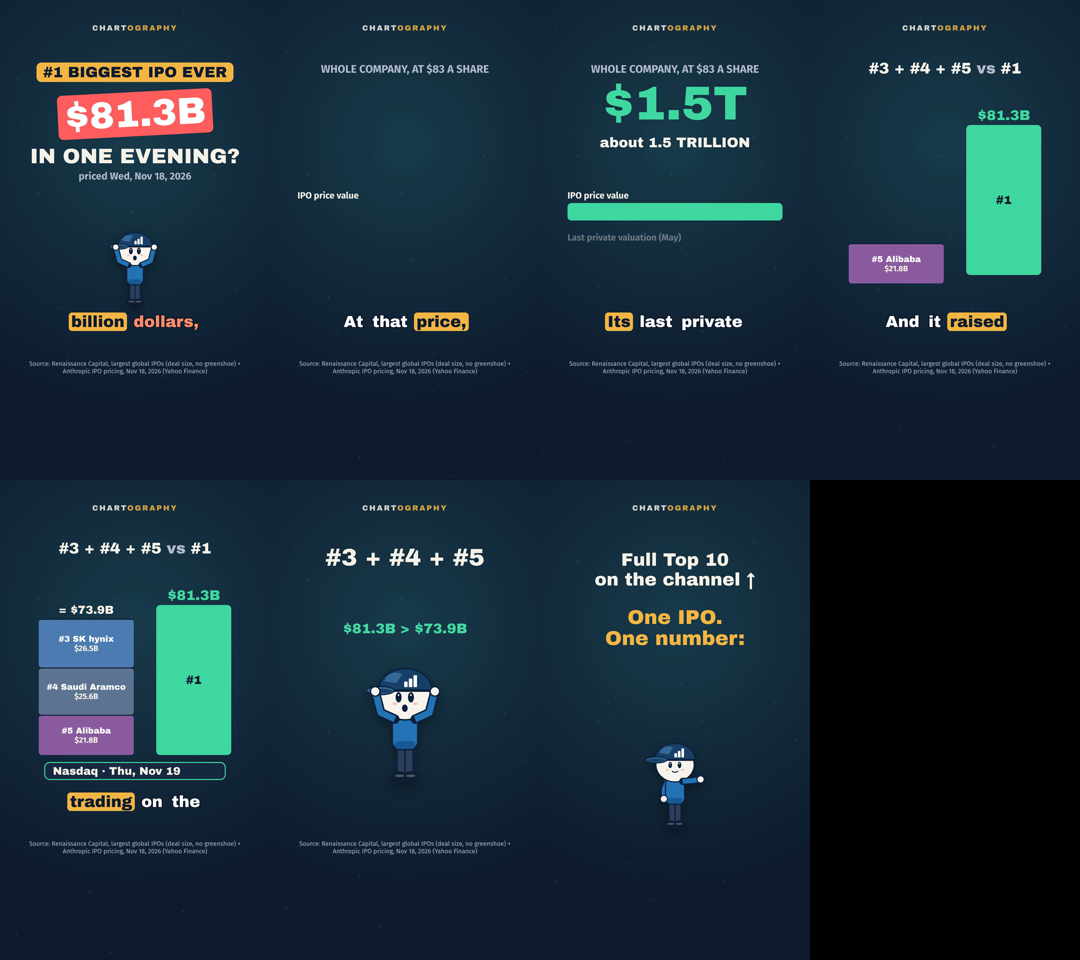 CHARTOGRAPHY
#1 BIGGEST IPO EVER
$81.3B
IN ONE EVENING?
priced Wed, Nov 18, 2026
billion dollars,
Source: Renaissance Capital, largest global IPOs (deal size, no greenshoe) •
Anthropic IPO pricing, Nov 18, 2026 (Yahoo Finance)
CHARTOGRAPHY
WHOLE COMPANY, AT $83 A SHARE
IPO price value
At that price,
Source: Renaissance Capital, largest global IPOs (deal size, no greenshoe) •
Anthropic IPO pricing, Nov 18, 2026 (Yahoo Finance)
CHARTOGRAPHY
WHOLE COMPANY, AT $83 A SHARE
$1.5T
about 1.5 TRILLION
IPO price value
Last private valuation (May)
Its last private
Source: Renaissance Capital, largest global IPOs (deal size, no greenshoe) •
Anthropic IPO pricing, Nov 18, 2026 (Yahoo Finance)
CHARTOGRAPHY
#3 + #4 + #5 vs #1
$81.3B
#1
#5 Alibaba
$21.8B
And it raised
Source: Renaissance Capital, largest global IPOs (deal size, no greenshoe) •
Anthropic IPO pricing, Nov 18, 2026 (Yahoo Finance)
CHARTOGRAPHY
#3 + #4 + #5 vs #1
$81.3B
= $73.9B
#3 SK hynix
$26.5B
#4 Saudi Aramco
$25.6B
#5 Alibaba
$21.8B
#1
Nasdaq · Thu, Nov 19
trading on the
Source: Renaissance Capital, largest global IPOs (deal size, no greenshoe) •
Anthropic IPO pricing, Nov 18, 2026 (Yahoo Finance)
CHARTOGRAPHY
#3 + #4 + #5
$81.3B > $73.9B
Source: Renaissance Capital, largest global IPOs (deal size, no greenshoe) •
Anthropic IPO pricing, Nov 18, 2026 (Yahoo Finance)
CHARTOGRAPHY
Full Top 10
on the channel ↑
One IPO.
One number: